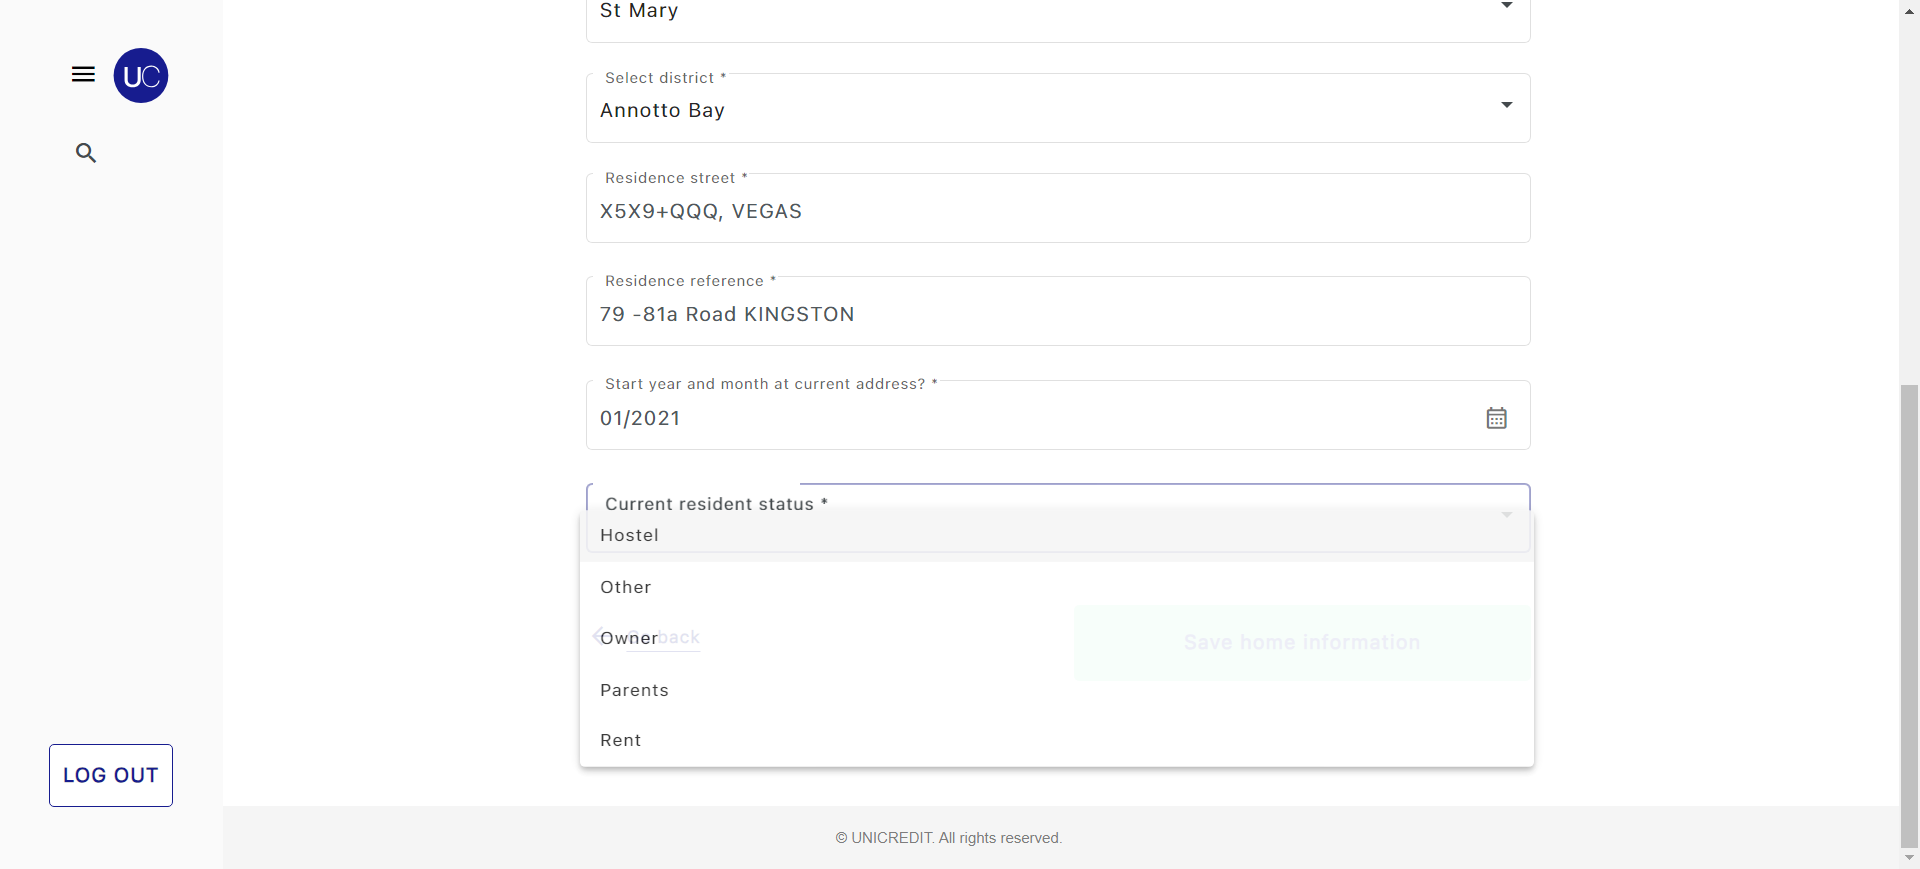 St Mary
UC
Select district *
Annotto Bay
Residence street *
X5X9+QQQ, VEGAS
Residence reference *
79 -81a Road KINGSTON
Start year and month at current address? *
01/2021
Current resident status *
Hostel
Other
Owner
back
Save home information
Parents
Rent
LOG OUT
© UNICREDIT. All rights reserved.